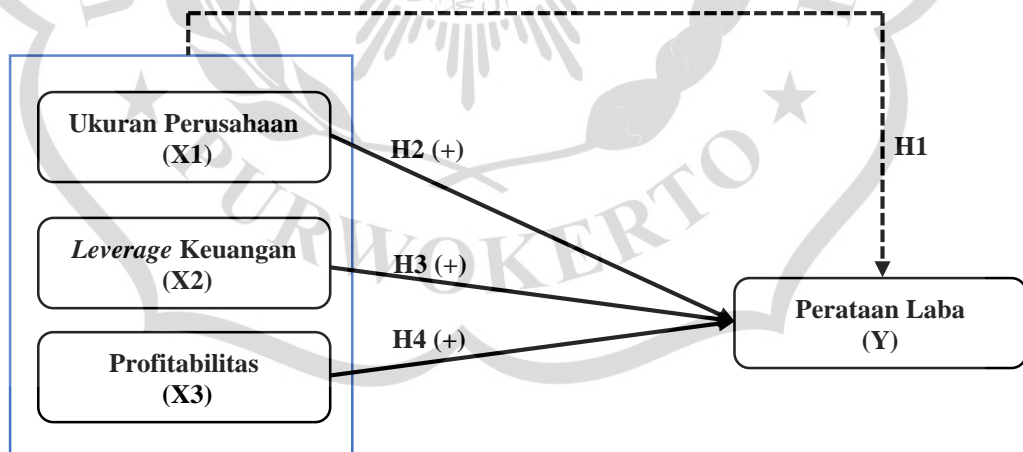 Ukuran Perusahaan
(X1)
H2 (+)
H1
Leverage Keuangan
(X2)
H3 (+)
Perataan Laba
(Y)
H4 (+)
Profitabilitas
(X3)
PURWOKERTO